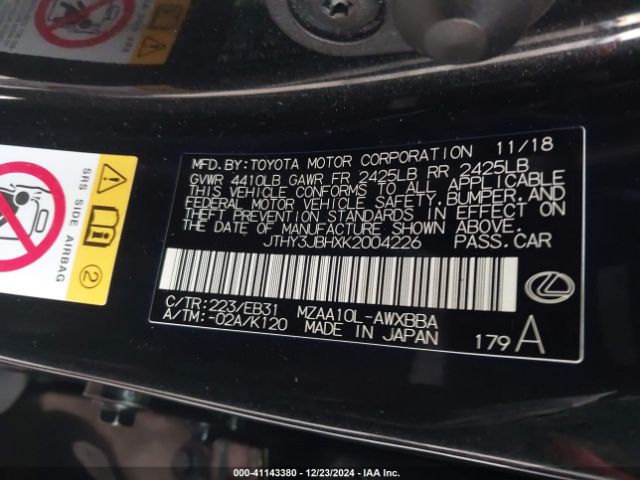 MFD. BY: TOYOTA MOTOR CORPORATION 11/18
GVWR 4410LB GAWR FR 2425LB RR 2425LB
THIS VEHICLE CONFORMS TO ALL APPLICABLE
FEDERAL MOTOR VEHICLE SAFETY, BUMPER, AND
THEFT PREVENTION STANDARDS IN EFFECT ON
THE DATE OF MANUFACTURE SHOWN ABOVE.
JTHY3JBHXK2004226 PASS. CAR
C/TR: 223/EB31 MZAA10L-AWXBBA
A/TM: -02A/K120 MADE IN JAPAN
179 A
SRS SIDE AIRBAG
2
000-41143380 - 12/23/2024 - IAA Inc.